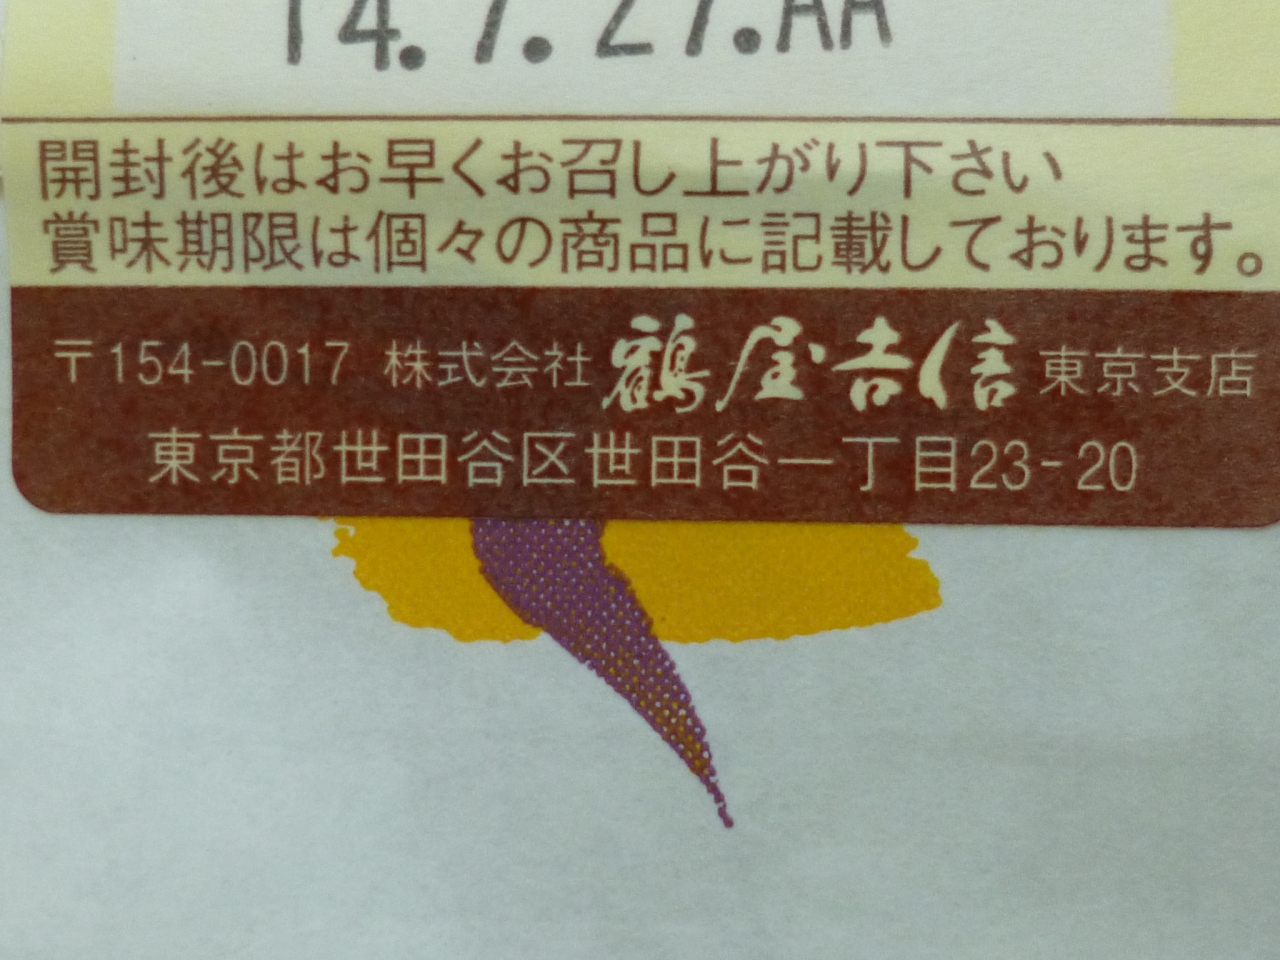 14.7.27.AA
開封後はお早くお召し上がり下さい
賞味期限は個々の商品に記載しております。
〒154-0017 株式会社 鶴屋吉信 東京支店
東京都世田谷区世田谷一丁目23-20